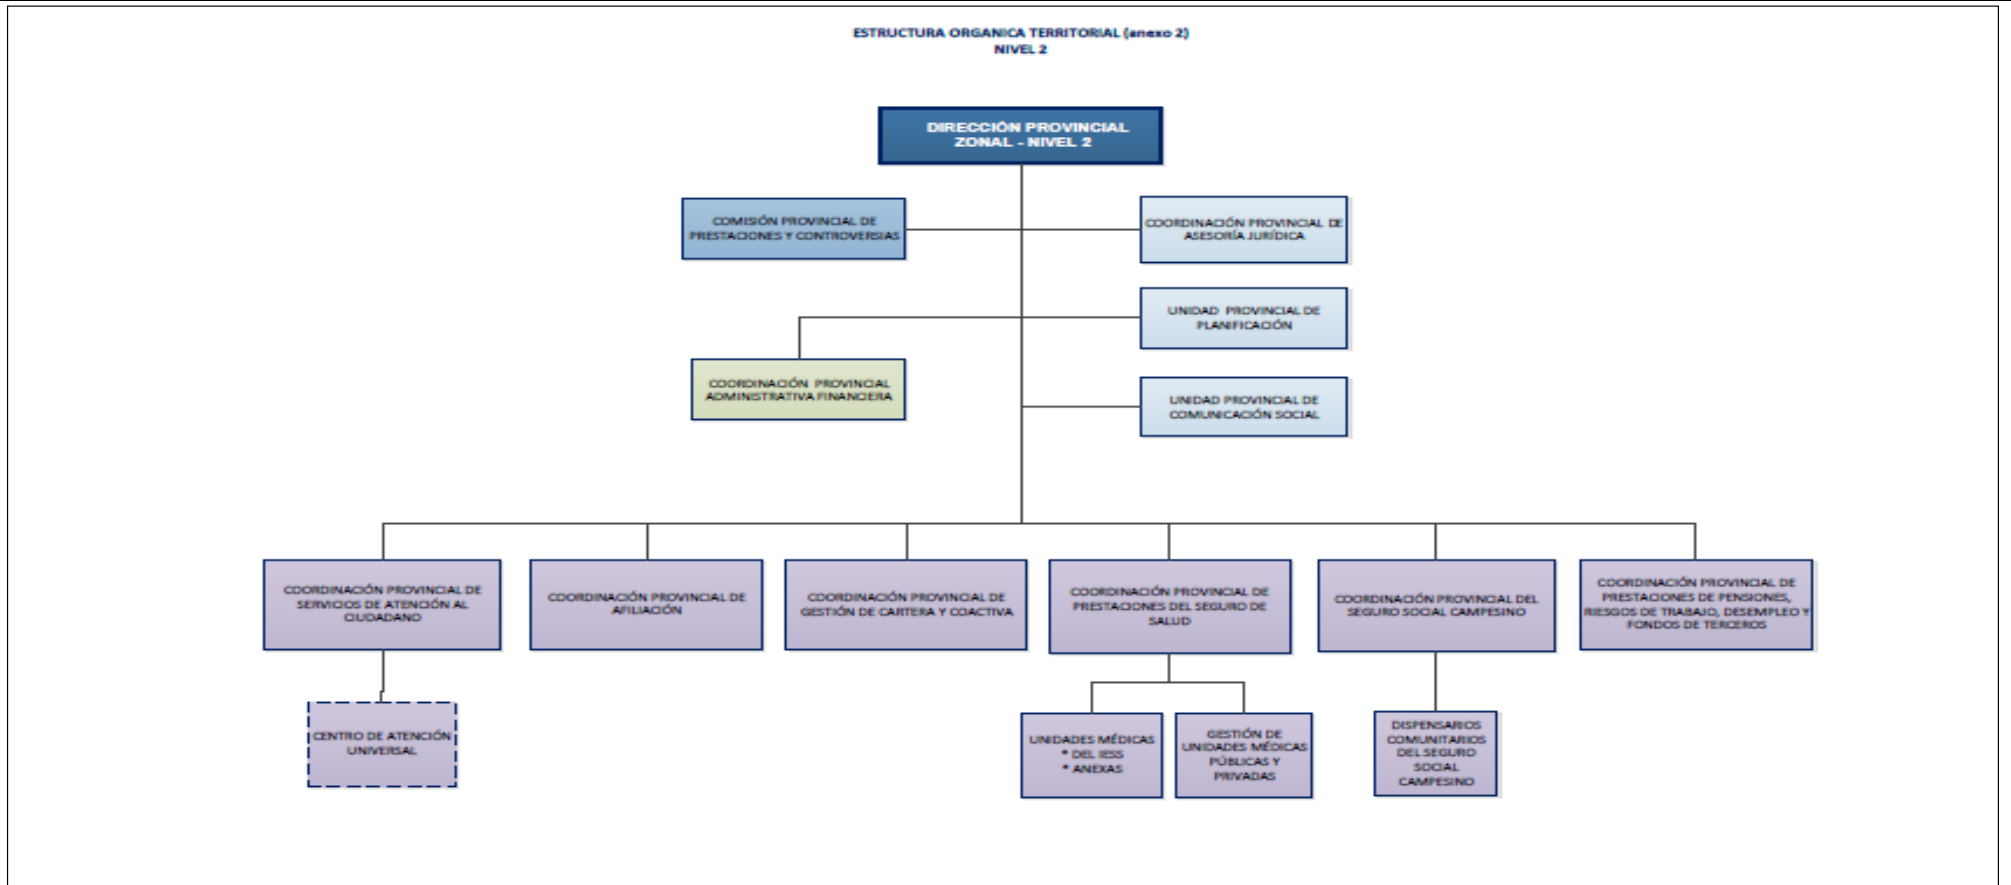 ESTRUCTURA ORGANICA TERRITORIAL (anexo 2)
NIVEL 2
DIRECCIÓN PROVINCIAL
ZONAL - NIVEL 2
COMISIÓN PROVINCIAL DE
PRESTACIONES Y CONTROVERSIAS
COORDINACIÓN PROVINCIAL DE
ASESORÍA JURÍDICA
UNIDAD PROVINCIAL DE
PLANIFICACIÓN
COORDINACIÓN PROVINCIAL
ADMINISTRATIVA FINANCIERA
UNIDAD PROVINCIAL DE
COMUNICACIÓN SOCIAL
COORDINACIÓN PROVINCIAL DE
SERVICIOS DE ATENCIÓN AL
CIUDADANO
COORDINACIÓN PROVINCIAL DE
AFILIACIÓN
COORDINACIÓN PROVINCIAL DE
GESTIÓN DE CARTERA Y COACTIVA
COORDINACIÓN PROVINCIAL DE
PRESTACIONES DEL SEGURO DE
SALUD
COORDINACIÓN PROVINCIAL DEL
SEGURO SOCIAL CAMPESINO
COORDINACIÓN PROVINCIAL DE
PRESTACIONES DE PENSIONES,
RIESGOS DE TRABAJO, DESEMPLEO Y
FONDOS DE TERCEROS
CENTRO DE ATENCIÓN
UNIVERSAL
UNIDADES MÉDICAS
* DEL IESS
* ANEXAS
GESTIÓN DE
UNIDADES MÉDICAS
PÚBLICAS Y
PRIVADAS
DISPENSARIOS
COMUNITARIOS
DEL SEGURO
SOCIAL
CAMPESINO